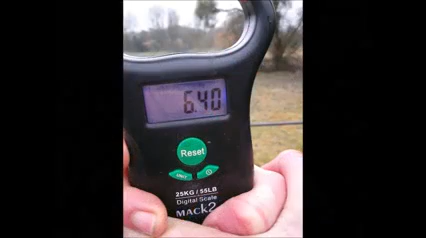 6.40
Reset
UNIT
25KG / 55LB
Digital Scale
MACK2